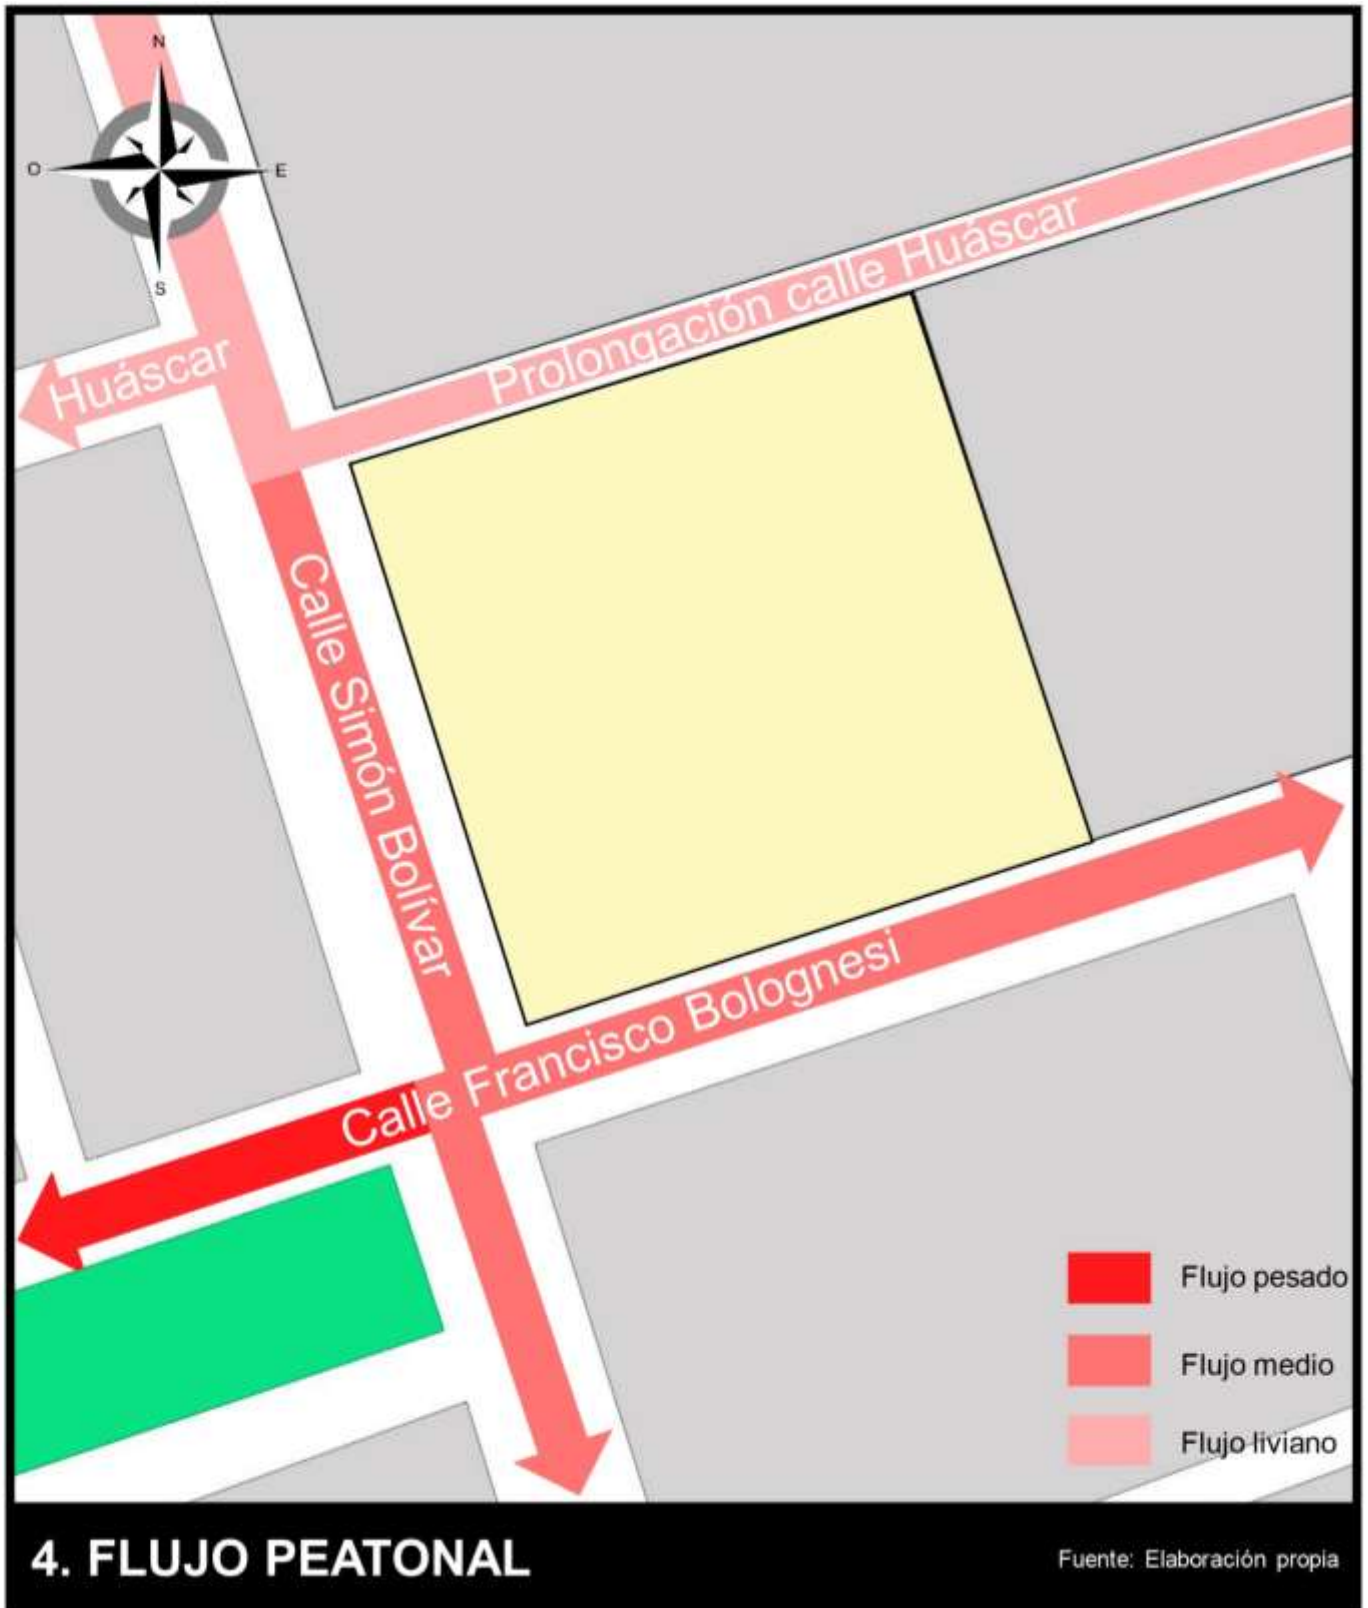 N
O
E
S
Huáscar
Prolongación calle Huáscar
Calle Simón Bolívar
Calle Francisco Bolognesi
Flujo pesado
Flujo medio
Flujo liviano
4. FLUJO PEATONAL
Fuente: Elaboración propia